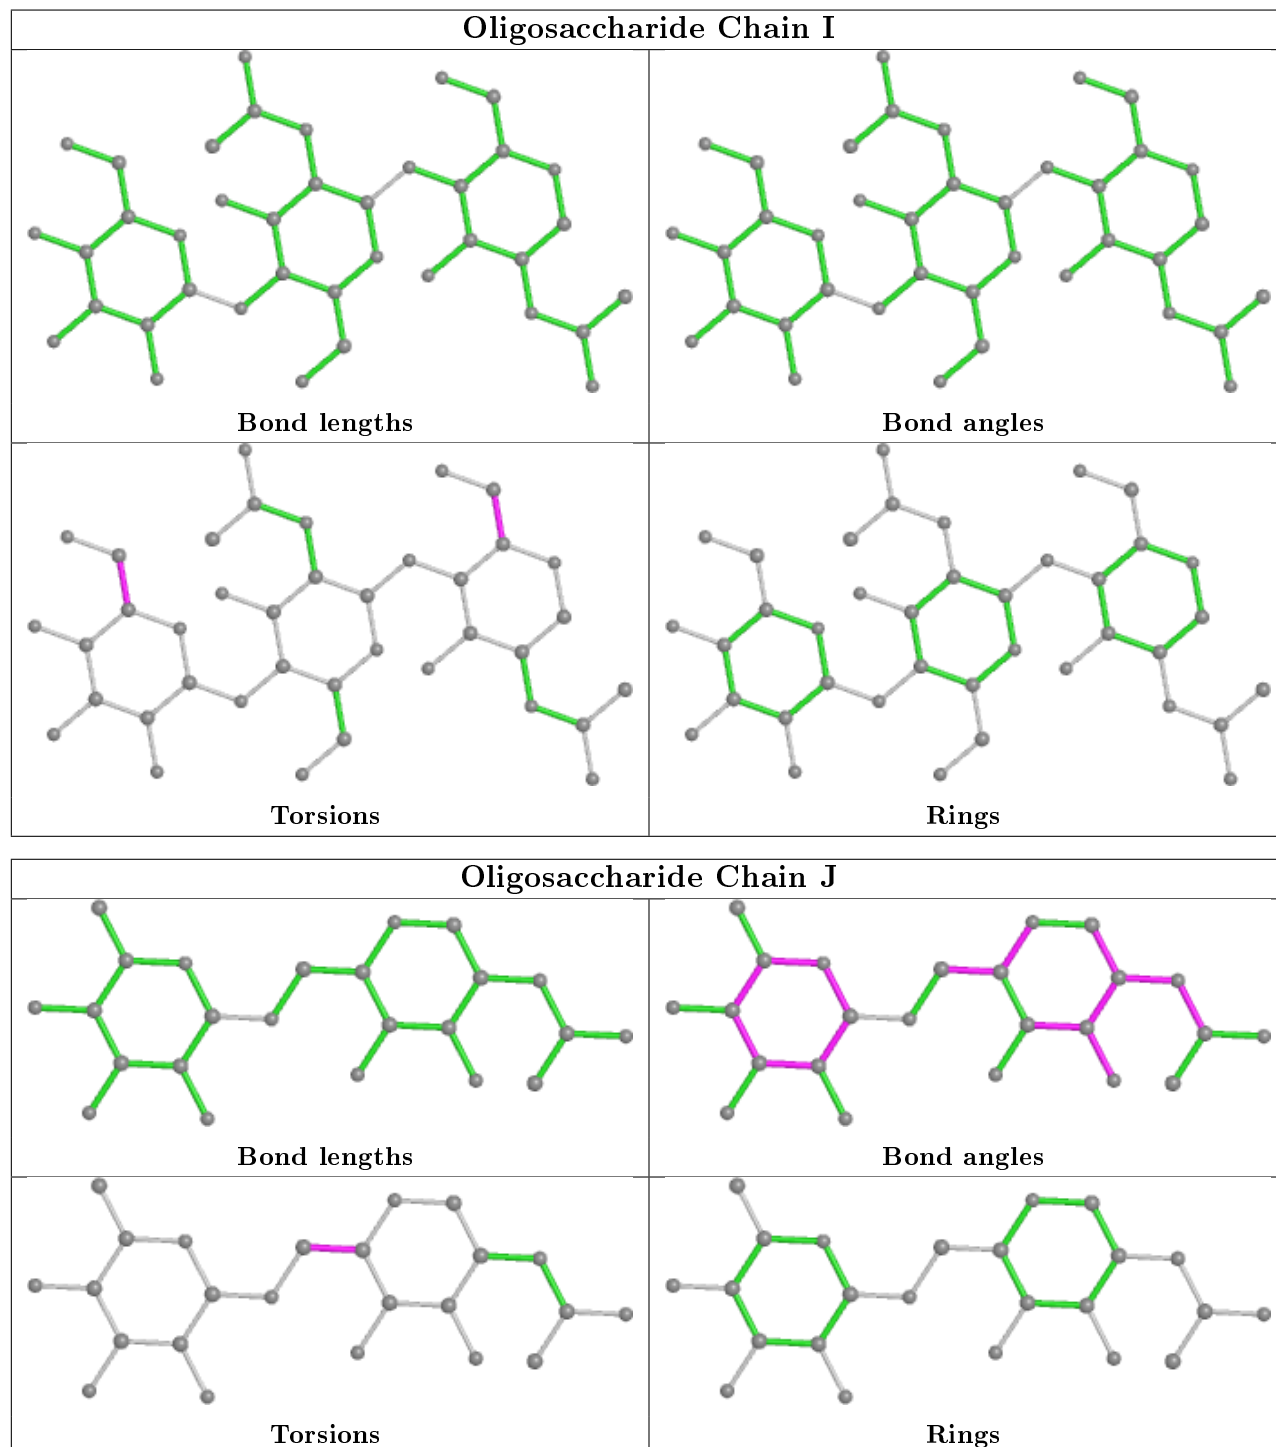 Oligosaccharide Chain I
Bond lengths
Bond angles
Torsions
Rings
Oligosaccharide Chain J
Bond lengths
Bond angles
Torsions
Rings